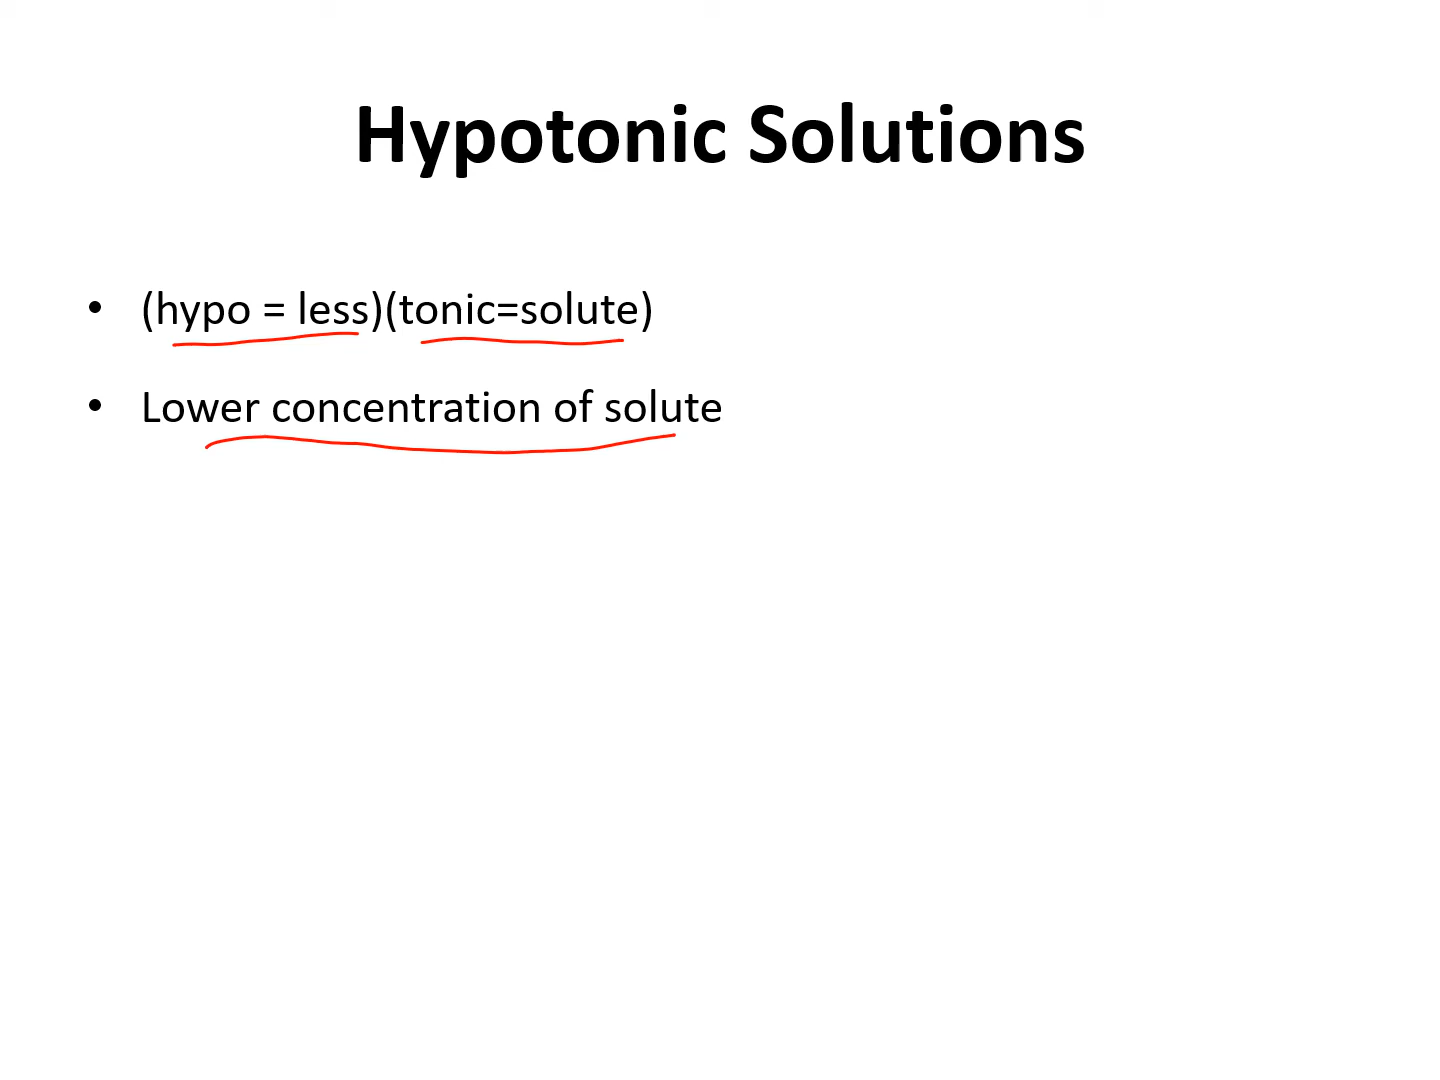 Hypotonic Solutions
• (hypo = less)(tonic=solute)
• Lower concentration of solute